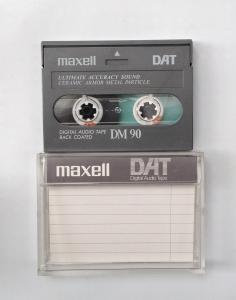 maxell DAT
ULTIMATE ACCURACY SOUND
CERAMIC ARMOR METAL PARTICLE
DIGITAL AUDIO TAPE
BACK COATED
DM 90
maxell DAT
Digital Audio Tape